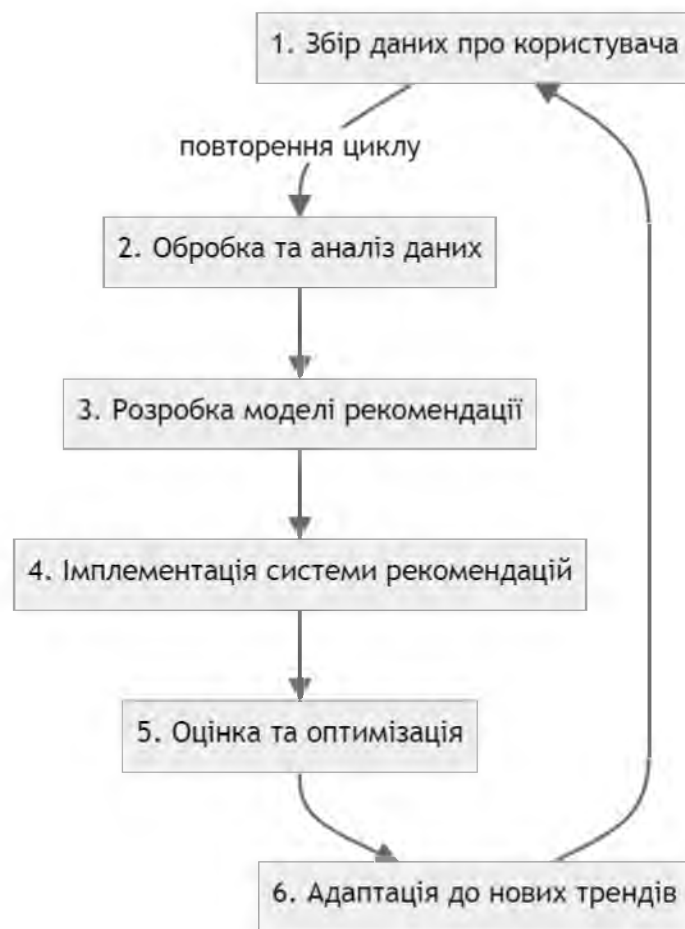 1. Збір даних про користувача
повторення циклу
2. Обробка та аналіз даних
3. Розробка моделі рекомендації
4. Імплементація системи рекомендацій
5. Оцінка та оптимізація
6. Адаптація до нових трендів